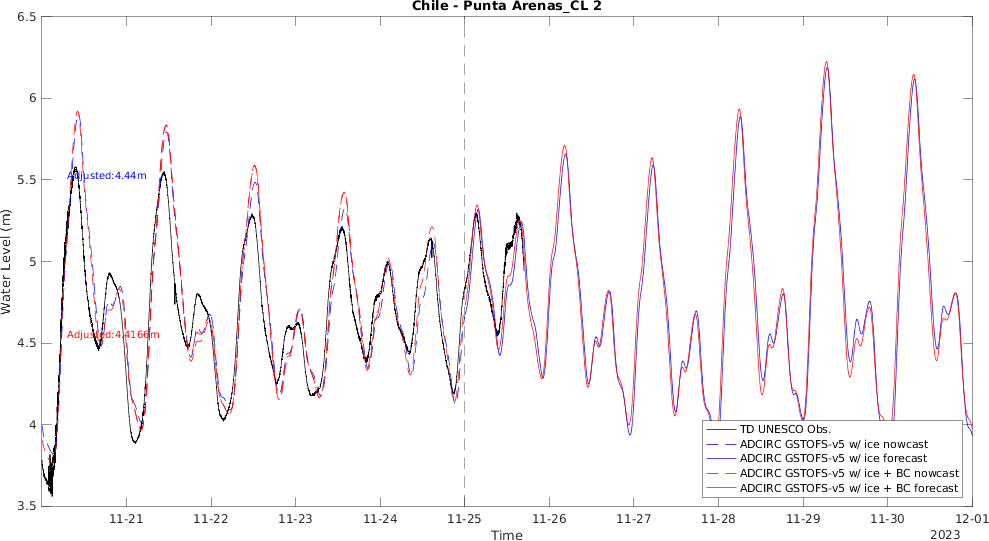 Chile - Punta Arenas_CL 2
6.5
6
5.5
5
4.5
4
3.5
Water Level (m)
Adjusted:4.44m
Adjusted:4.4166m
TD UNESCO Obs.
ADCIRC GSTOFS-v5 w/ ice nowcast
ADCIRC GSTOFS-v5 w/ ice forecast
ADCIRC GSTOFS-v5 w/ ice + BC nowcast
ADCIRC GSTOFS-v5 w/ ice + BC forecast
11-21 11-22 11-23 11-24 11-25 11-26 11-27 11-28 11-29 11-30 12-01
Time
2023